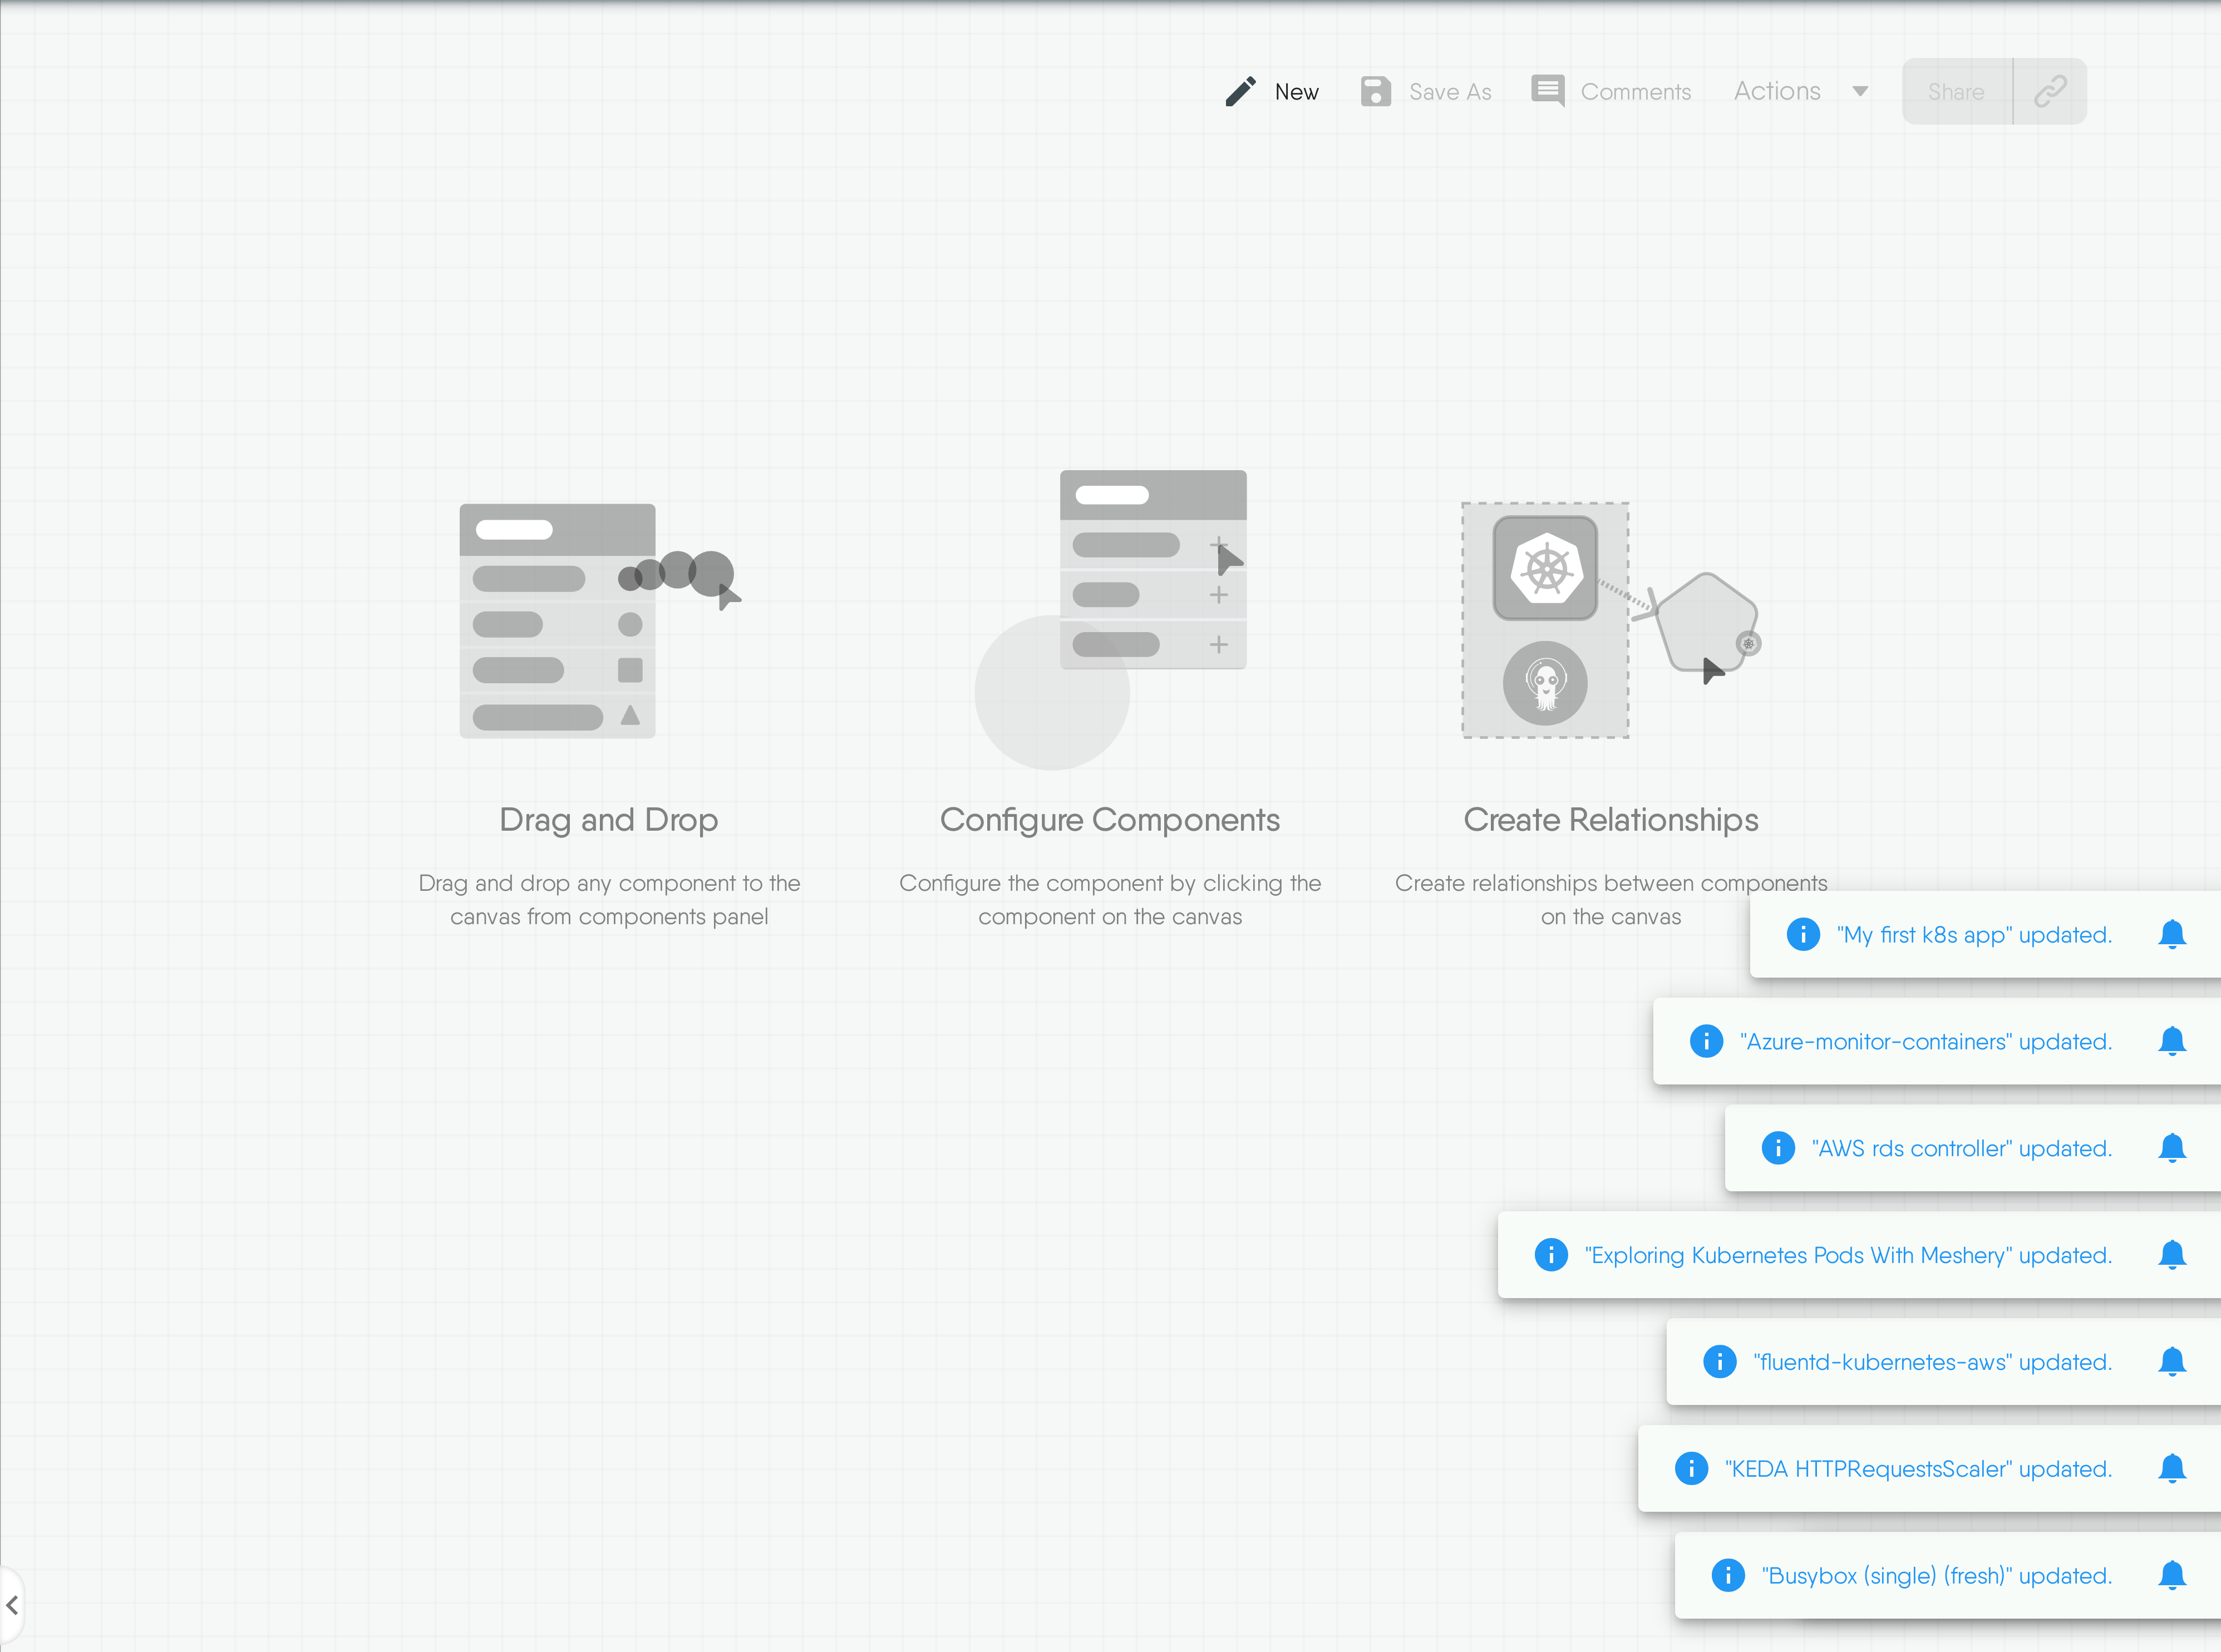 New
Save As
Comments
Actions
Share
Drag and Drop
Drag and drop any component to the
canvas from components panel
Configure Components
Configure the component by clicking the
component on the canvas
Create Relationships
Create relationships between components
on the canvas
"My first k8s app" updated.
"Azure-monitor-containers" updated.
"AWS rds controller" updated.
"Exploring Kubernetes Pods With Meshery" updated.
"fluentd-kubernetes-aws" updated.
"KEDA HTTPRequestsScaler" updated.
"Busybox (single) (fresh)" updated.